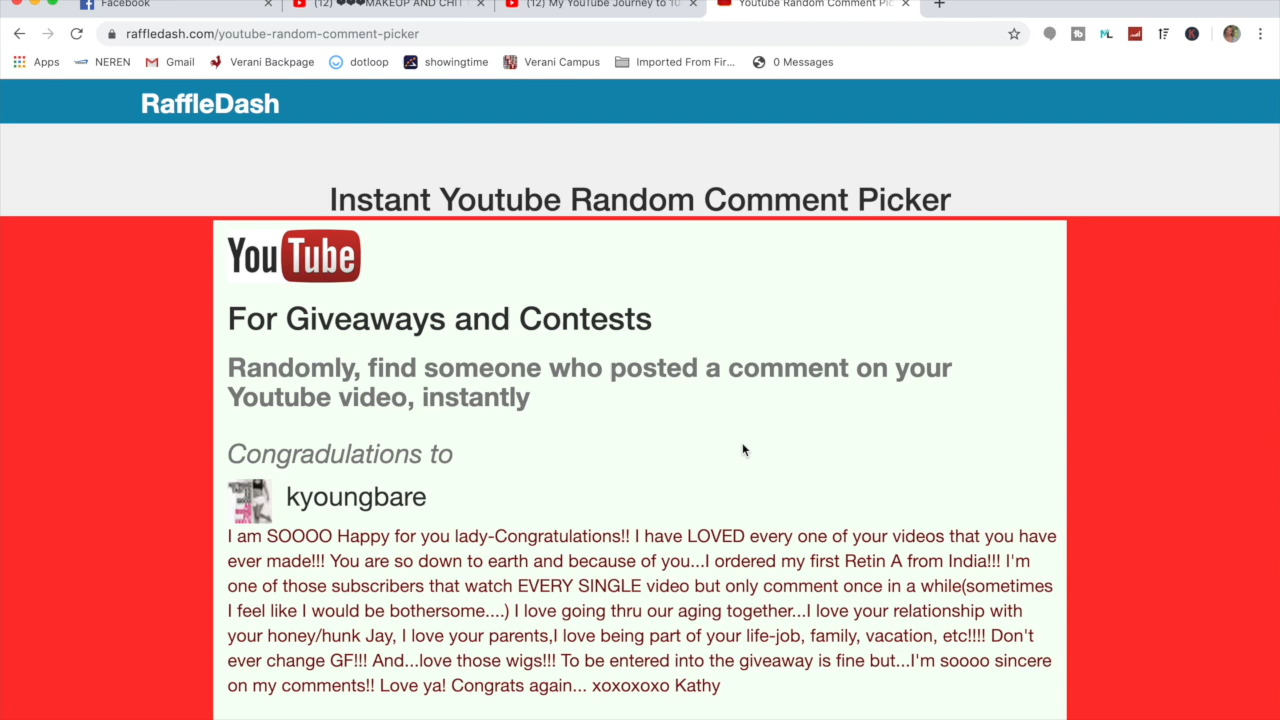 Facebook
(12) ❤❤❤MAKEUP AND CHIT
(12) My YouTube Journey to
Youtube Random Comment Pic
raffledash.com/youtube-random-comment-picker
Apps NEREN Gmail Verani Backpage dotloop showingtime Verani Campus Imported From Fir... 0 Messages
RaffleDash
Instant Youtube Random Comment Picker
YouTube
For Giveaways and Contests
Randomly, find someone who posted a comment on your
Youtube video, instantly
Congradulations to
kyoungbare
I am SOOOO Happy for you lady-Congratulations!! I have LOVED every one of your videos that you have
ever made!!! You are so down to earth and because of you...I ordered my first Retin A from India!!! I'm
one of those subscribers that watch EVERY SINGLE video but only comment once in a while(sometimes
I feel like I would be bothersome....) I love going thru our aging together...I love your relationship with
your honey/hunk Jay, I love your parents,I love being part of your life-job, family, vacation, etc!!!! Don't
ever change GF!!! And...love those wigs!!! To be entered into the giveaway is fine but...I'm soooo sincere
on my comments!! Love ya! Congrats again... xoxoxoxo Kathy